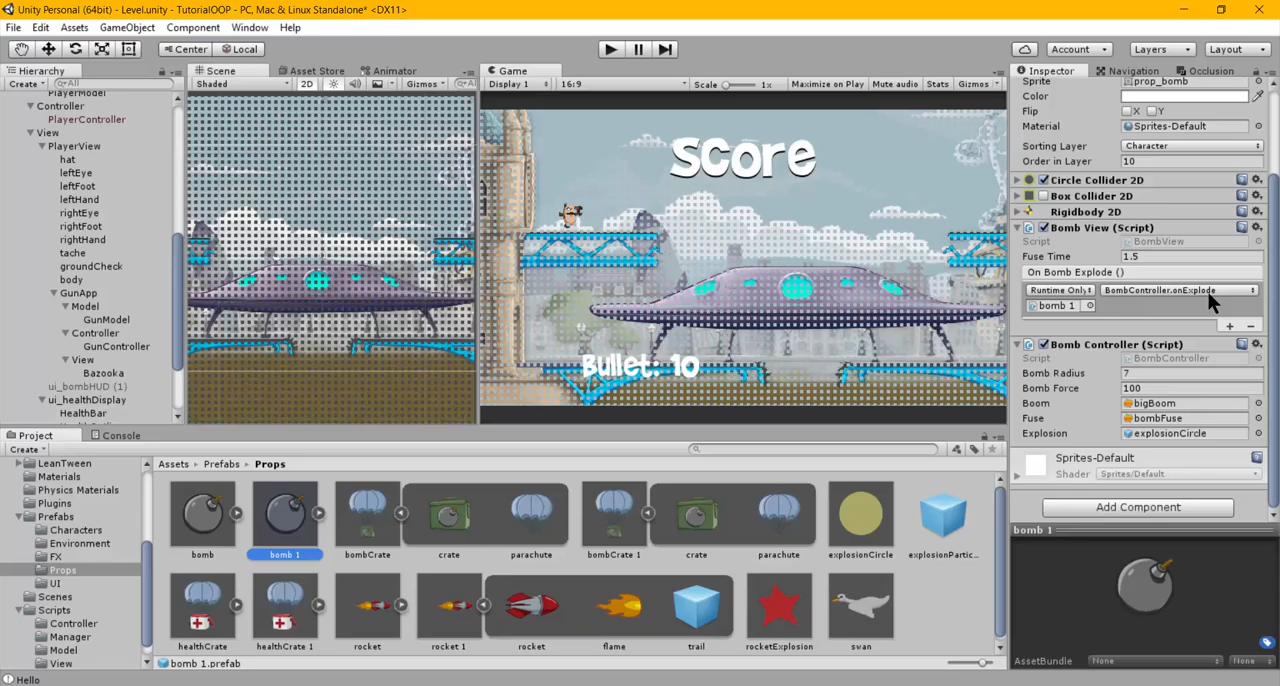 Unity Personal (64bit) - Level.unity - TutorialOOP - PC, Mac & Linux Standalone* <DX11>
File Edit Assets GameObject Component Window Help
Center Local Account Layers Layout
Hierarchy
Create All
PlayerModel
Controller
PlayerController
View
PlayerView
hat
leftEye
leftFoot
leftHand
rightEye
rightFoot
rightHand
tache
groundCheck
body
GunApp
Model
GunModel
Controller
GunController
View
Bazooka
ui_bombHUD (1)
ui_healthDisplay
HealthBar
Scene Asset Store Animator
Shaded 2D Gizmos
Game
Display 1 16:9 Scale 1x Maximize on Play Mute audio Stats Gizmos
Score
Bullet: 10
Inspector Navigation Occlusion
Sprite prop_bomb
Color
Flip X Y
Material Sprites-Default
Sorting Layer Character
Order in Layer 10
Circle Collider 2D
Box Collider 2D
Rigidbody 2D
Bomb View (Script)
Script BombView
Fuse Time 1.5
On Bomb Explode ()
Runtime Only BombController.onExplode
bomb 1
+ -
Bomb Controller (Script)
Script BombController
Bomb Radius 7
Bomb Force 100
Boom bigBoom
Fuse bombFuse
Explosion explosionCircle
Sprites-Default
Shader Sprites/Default
Add Component
bomb 1
AssetBundle None None
Project Console
Create
LeanTween
Materials
Physics Materials
Plugins
Prefabs
Characters
Environment
FX
Props
UI
Scenes
Scripts
Controller
Manager
Model
View
Assets Prefabs Props
bomb bomb 1 bombCrate crate parachute bombCrate 1 crate parachute explosionCircle explosionPartic...
healthCrate healthCrate 1 rocket rocket 1 rocket flame trail rocketExplosion swan
bomb 1.prefab
Hello